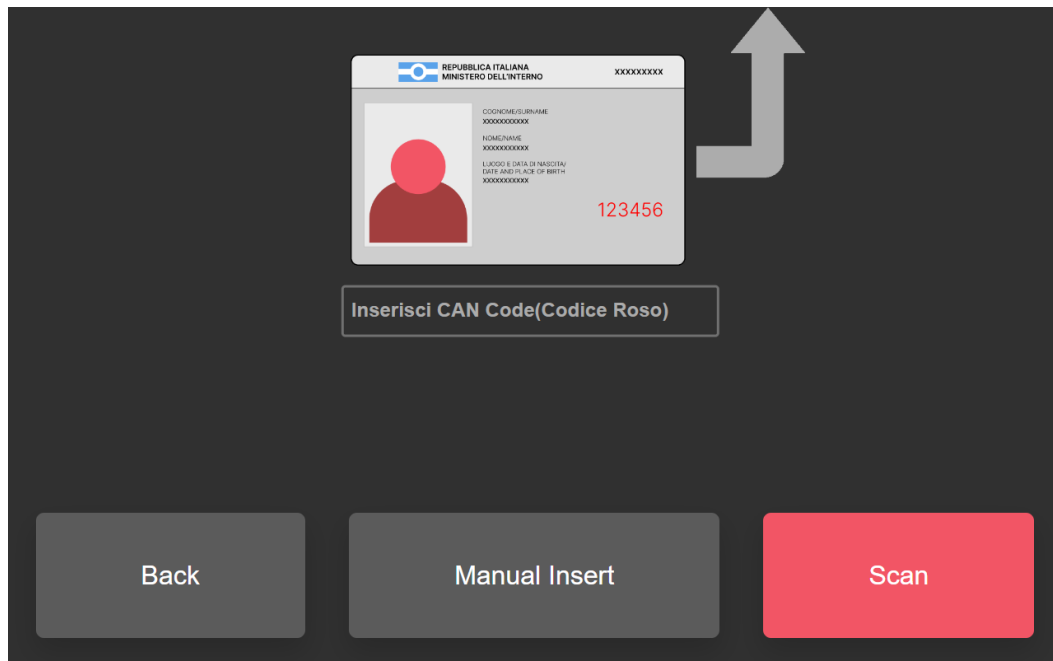 REPUBBLICA ITALIANA
MINISTERO DELL'INTERNO
xxxxxxxxx
COGNOME/SURNAME
xxxxxxxxxxx
NOME/NAME
xxxxxxxxxxx
LUOGO E DATA DI NASCITA/
DATE AND PLACE OF BIRTH
xxxxxxxxxxx
123456
Inserisci CAN Code(Codice Roso)
Back
Manual Insert
Scan